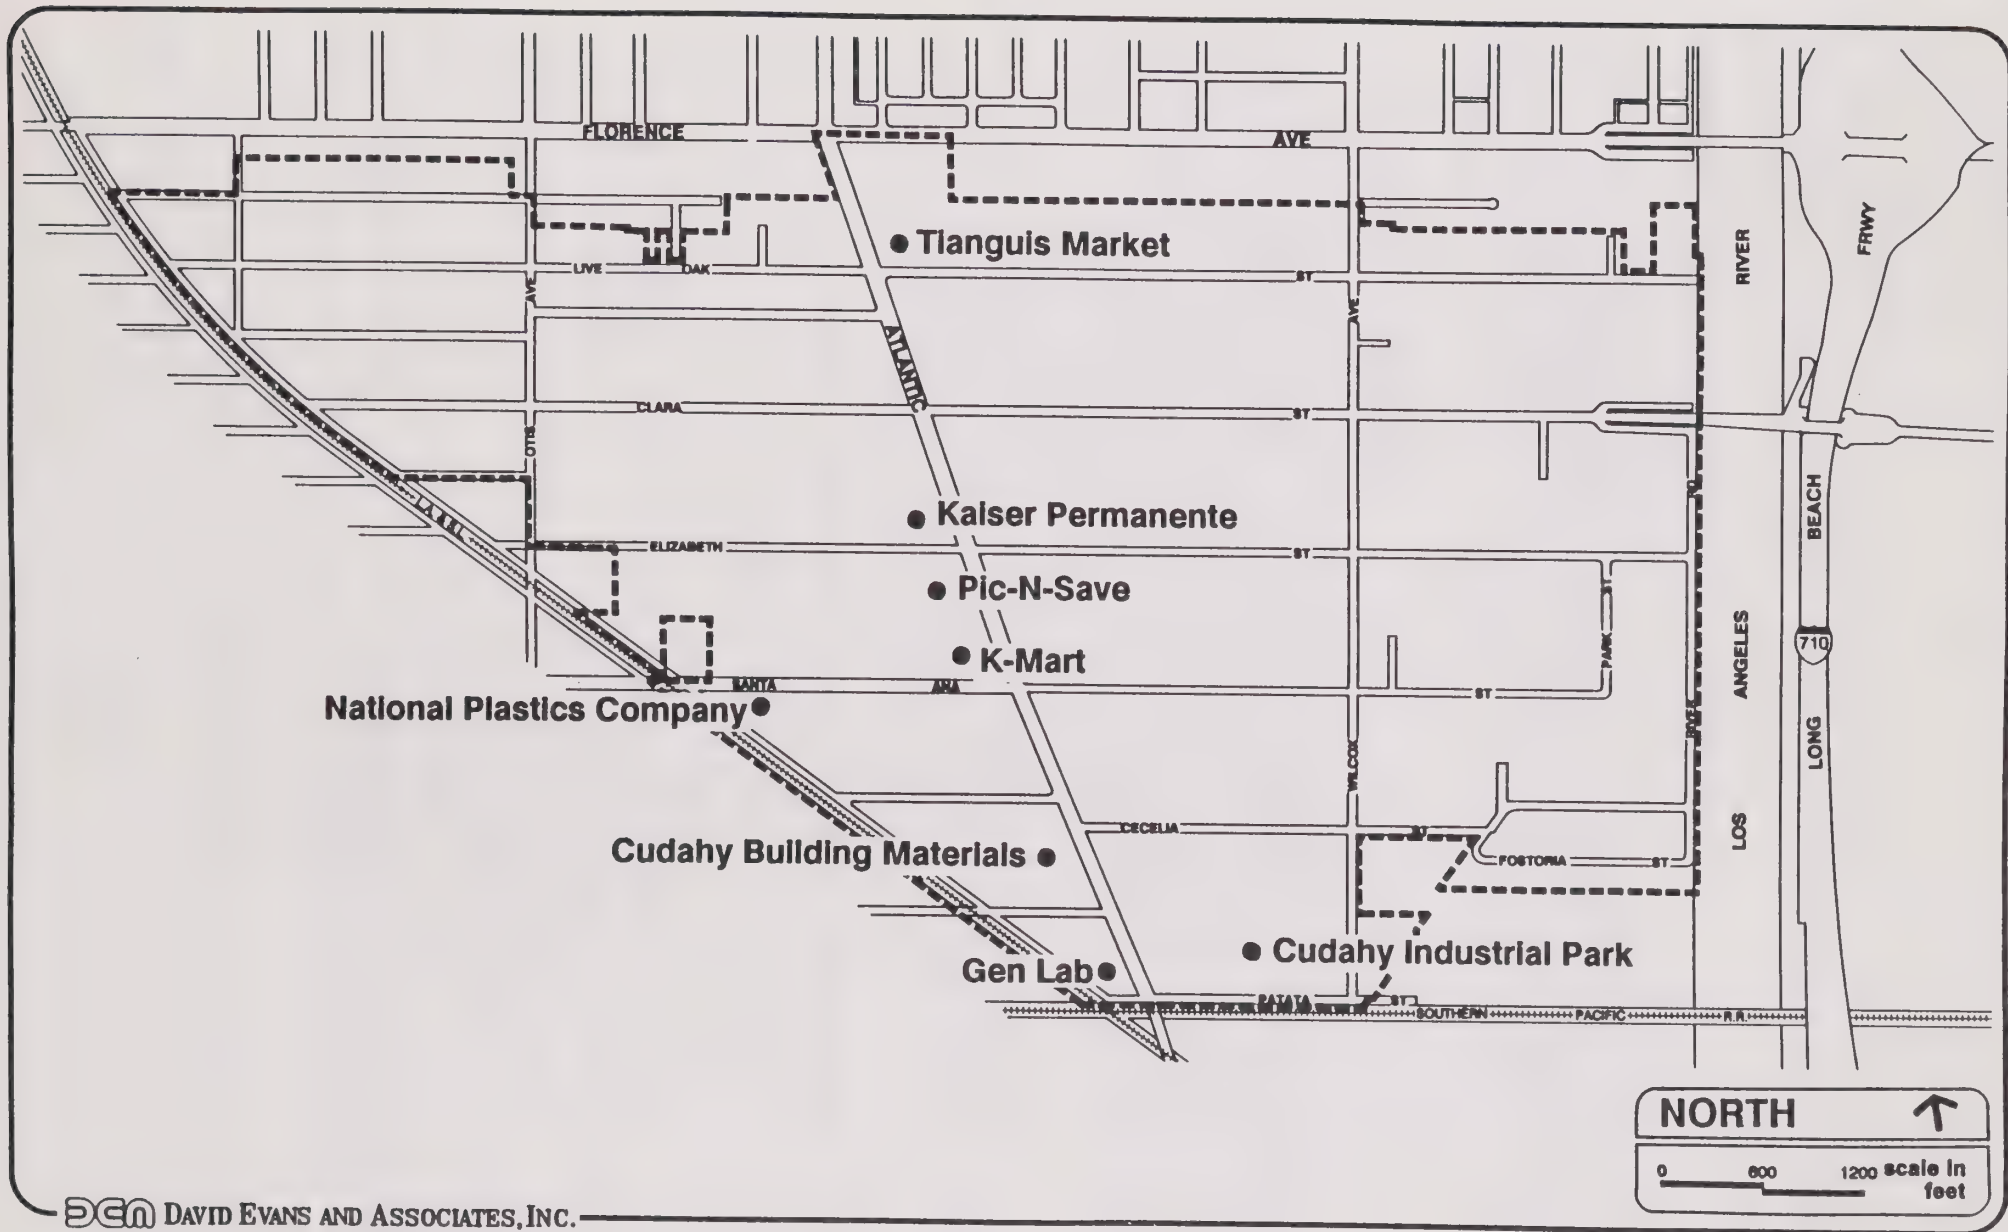 FLORENCE AVE
Tianguis Market
LIVE OAK ST
AVE
AVE
RIVER
FRWY
ATLANTIC
CLARA ST
OTIS
RD
BEACH
Kaiser Permanente
ELIZABETH ST
Pic-N-Save
ST
PARK
K-Mart
710
ANGELES
SANTA ANA ST
National Plastics Company
RIVER
WILCOX
LONG
CECELIA ST
LOS
Cudahy Building Materials
FOSTORIA ST
Cudahy Industrial Park
Gen Lab
PATATA ST
SOUTHERN PACIFIC R.R.
NORTH
0 600 1200 scale in
feet
DEA DAVID EVANS AND ASSOCIATES, INC.